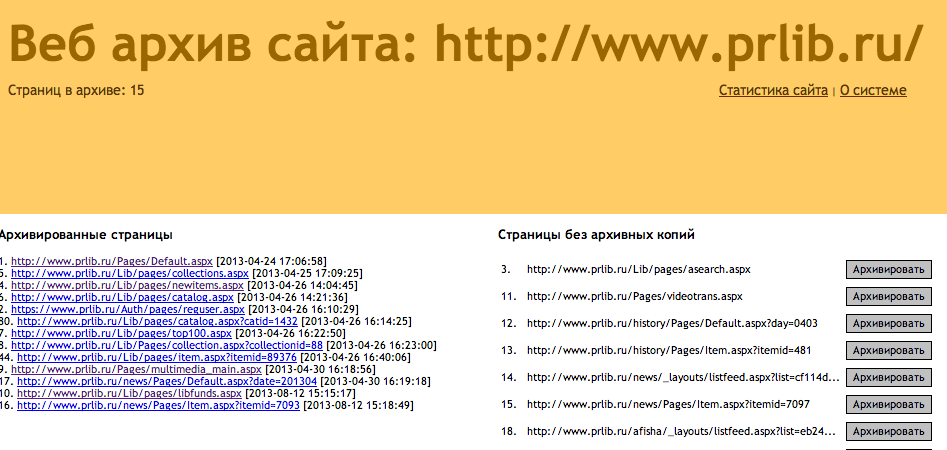 Веб архив сайта: http://www.prlib.ru/
Страниц в архиве: 15
Статистика сайта | О системе
Архивированные страницы
1. http://www.prlib.ru/Pages/Default.aspx [2013-04-24 17:06:58]
5. http://www.prlib.ru/Lib/pages/collections.aspx [2013-04-25 17:09:25]
4. http://www.prlib.ru/Lib/pages/newitems.aspx [2013-04-26 14:04:45]
6. http://www.prlib.ru/Lib/pages/catalog.aspx [2013-04-26 14:21:36]
2. https://www.prlib.ru/Auth/pages/reguser.aspx [2013-04-26 16:10:29]
80. http://www.prlib.ru/Lib/pages/catalog.aspx?catid=1432 [2013-04-26 16:14:25]
7. http://www.prlib.ru/Lib/pages/top100.aspx [2013-04-26 16:22:50]
8. http://www.prlib.ru/Lib/pages/collection.aspx?collectionid=88 [2013-04-26 16:23:00]
44. http://www.prlib.ru/Lib/pages/item.aspx?itemid=89376 [2013-04-26 16:40:06]
9. http://www.prlib.ru/Pages/multimedia_main.aspx [2013-04-30 16:18:56]
17. http://www.prlib.ru/news/Pages/Default.aspx?date=201304 [2013-04-30 16:19:18]
10. http://www.prlib.ru/Lib/pages/libfunds.aspx [2013-08-12 15:15:17]
16. http://www.prlib.ru/news/Pages/Item.aspx?itemid=7093 [2013-08-12 15:18:49]
Страницы без архивных копий
3. http://www.prlib.ru/Lib/pages/asearch.aspx Архивировать
11. http://www.prlib.ru/Pages/videotrans.aspx Архивировать
12. http://www.prlib.ru/history/Pages/Default.aspx?day=0403 Архивировать
13. http://www.prlib.ru/history/Pages/Item.aspx?itemid=481 Архивировать
14. http://www.prlib.ru/news/_layouts/listfeed.aspx?list=cf114d... Архивировать
15. http://www.prlib.ru/news/Pages/Item.aspx?itemid=7097 Архивировать
18. http://www.prlib.ru/afisha/_layouts/listfeed.aspx?list=eb24... Архивировать